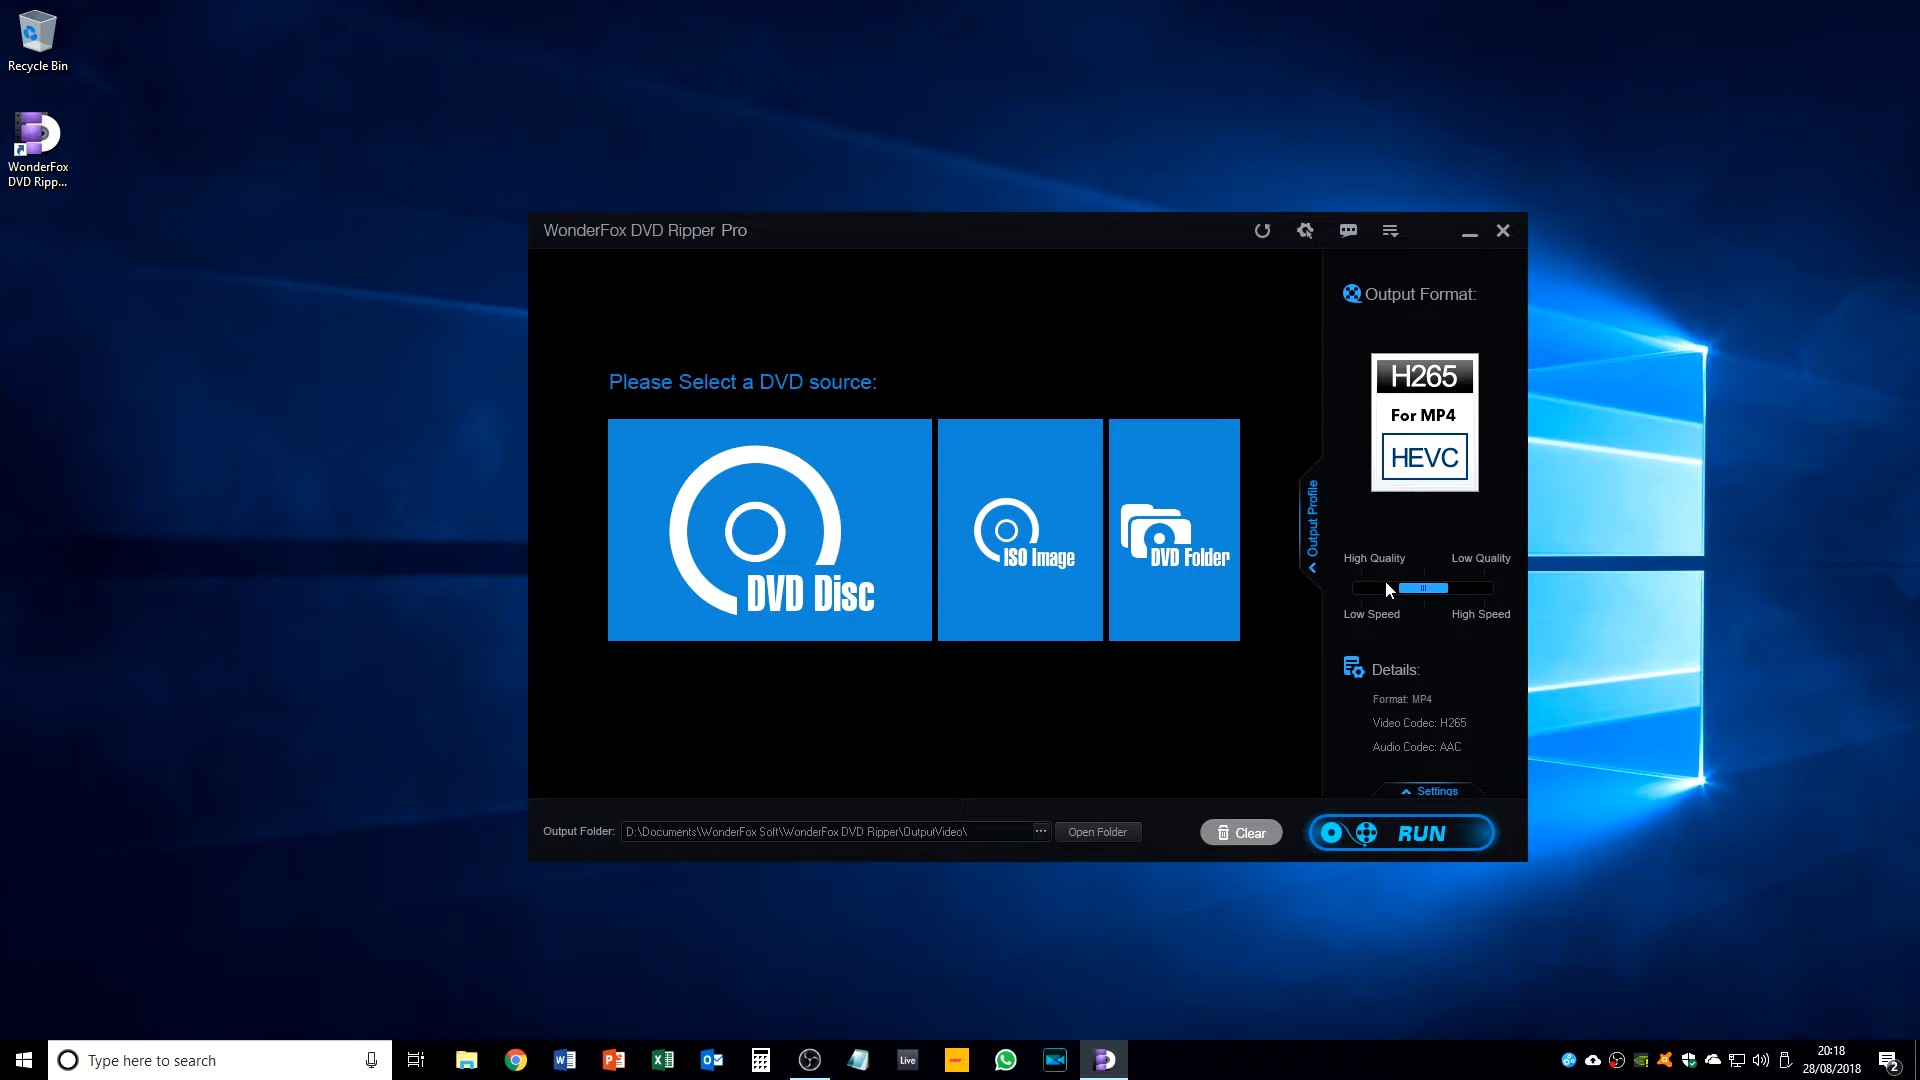 Recycle Bin
WonderFox
DVD Ripp...
WonderFox DVD Ripper Pro
Please Select a DVD source:
DVD Disc
ISO Image
DVD Folder
Output Profile
Output Format:
H265
For MP4
HEVC
High Quality
Low Quality
Low Speed
High Speed
Details:
Format: MP4
Video Codec: H265
Audio Codec: AAC
Settings
Output Folder:
D:\Documents\WonderFox Soft\WonderFox DVD Ripper\OutputVideo\
...
Open Folder
Clear
RUN
Type here to search
Live
20:18
28/08/2018
2